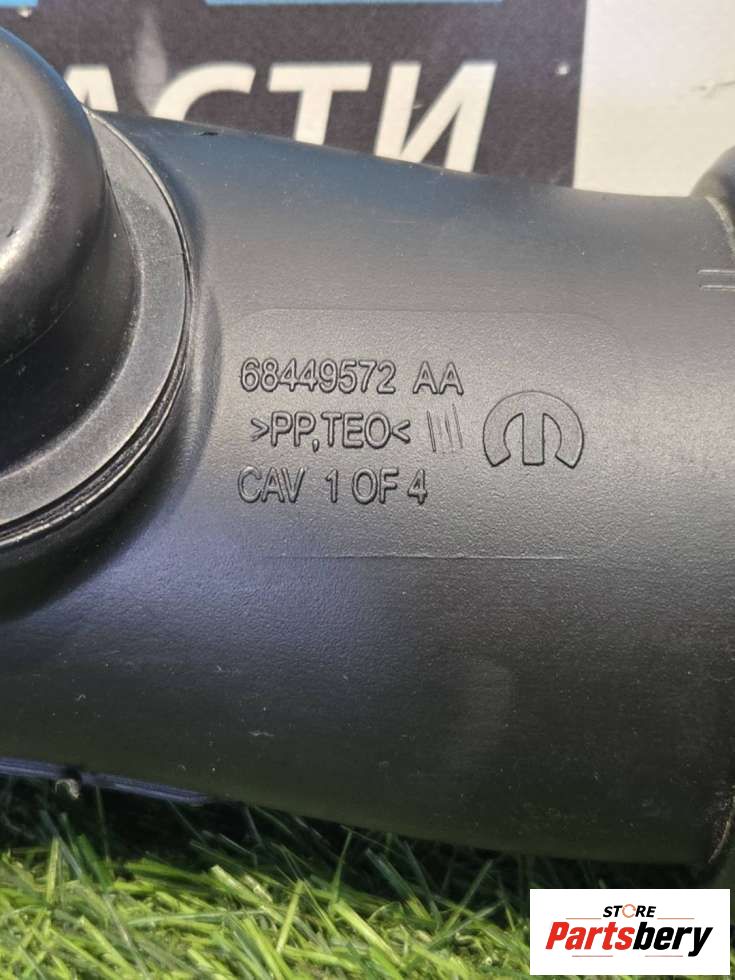 АСТИ
68449572 AA
>PP,TEO<
CAV 1 OF 4
STORE
Partsbery